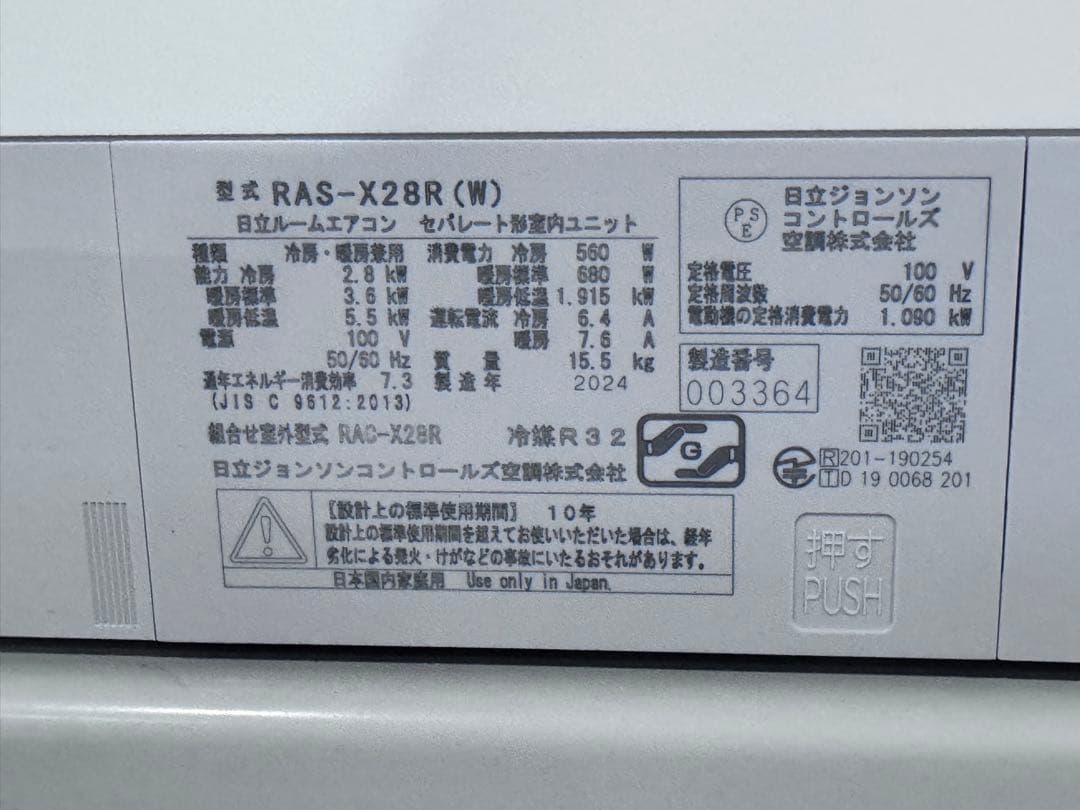 型式 RAS-X28R(W)
日立ルームエアコン セパレート形室内ユニット
種類 冷房・暖房兼用
能力 冷房 2.8 kW
暖房標準 3.6 kW
暖房低温 5.5 kW
電源 100 V
50/60 Hz
通年エネルギー消費効率 7.3
(JIS C 9612:2013)
消費電力 冷房 560 W
暖房標準 680 W
暖房低温 1.915 kW
運転電流 冷房 6.4 A
暖房 7.6 A
質量 15.5 kg
製造年 2024
組合せ室外型式 RAC-X28R 冷媒R32
日立ジョンソンコントロールズ空調株式会社
G
[設計上の標準使用期間] 10年
設計上の標準使用期間を超えてお使いいただいた場合は、経年
劣化による発火・けがなどの事故にいたるおそれがあります。
日本国内家庭用 Use only in Japan.
PS
E
日立ジョンソン
コントロールズ
空調株式会社
定格電圧 100 V
定格周波数 50/60 Hz
電動機の定格消費電力 1.090 kW
製造番号
003364
R 201-190254
T D 19 0068 201
押す
PUSH